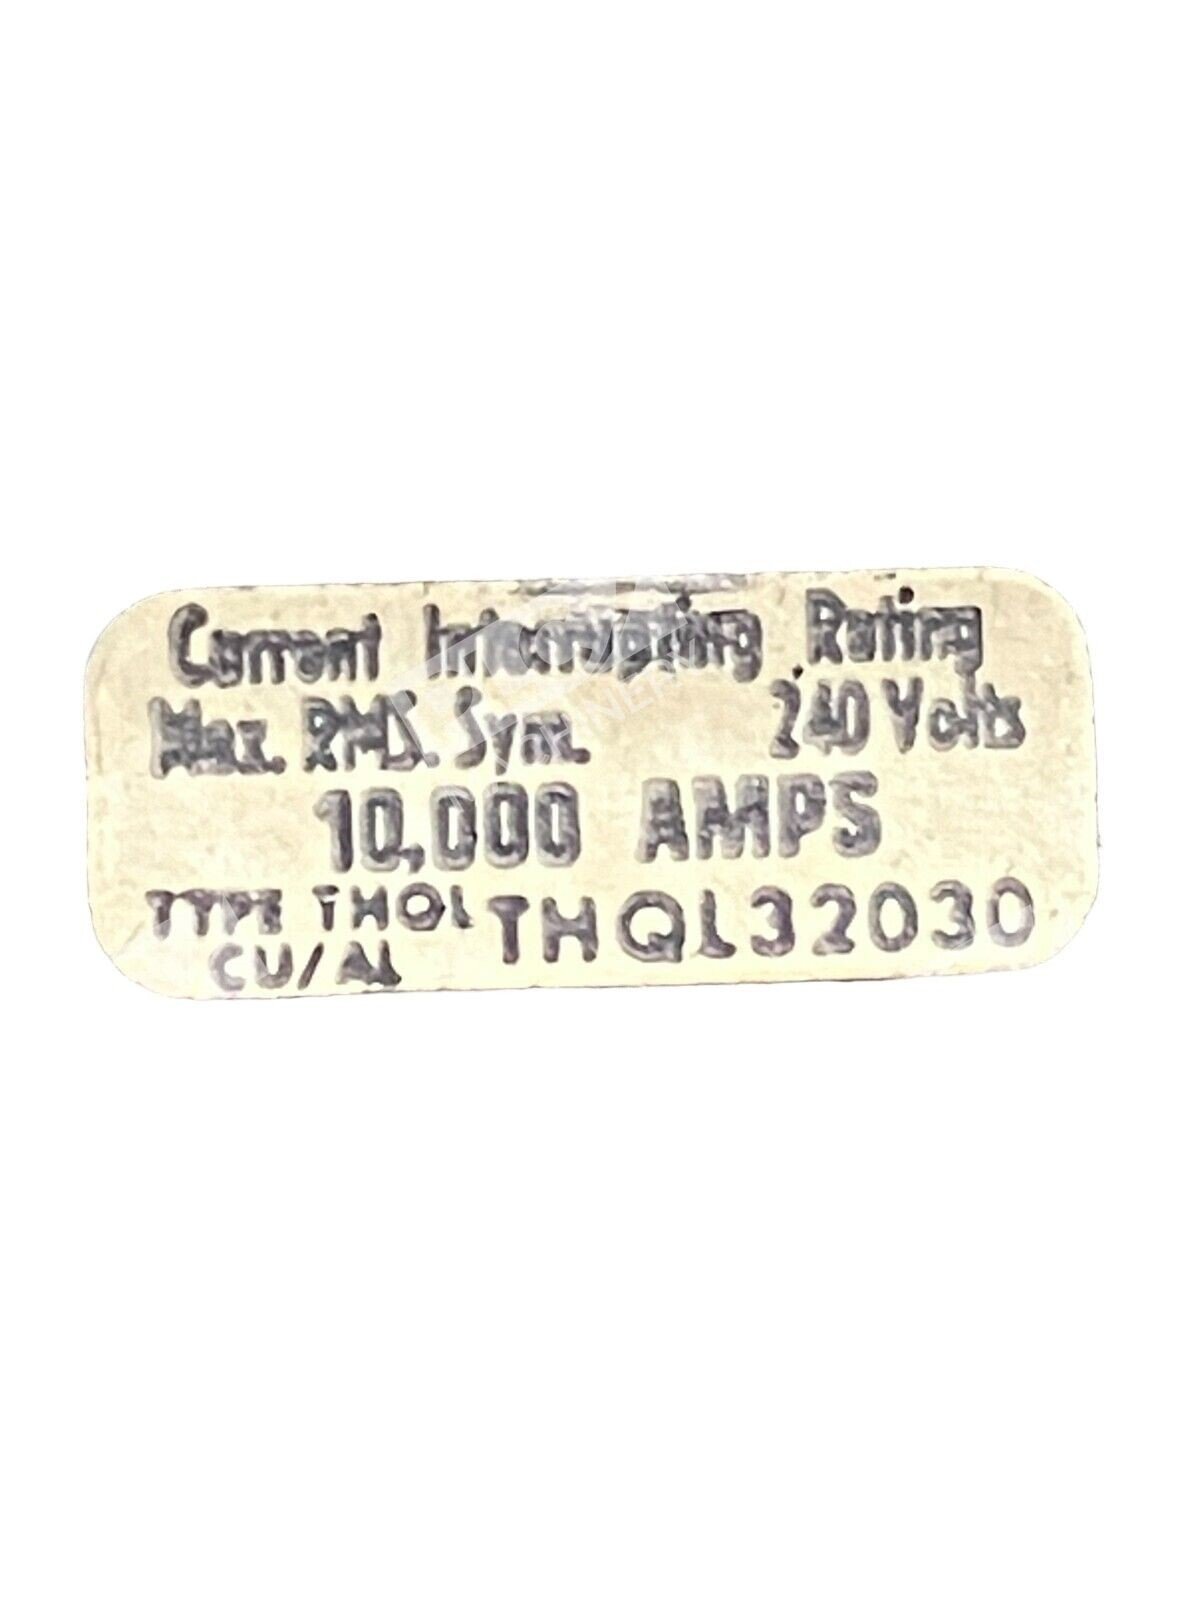 Current Interrupting Rating
Max. RMS. Sym. 240 Volts
10,000 AMPS
TYPE THQL THQL32030
CU/AL